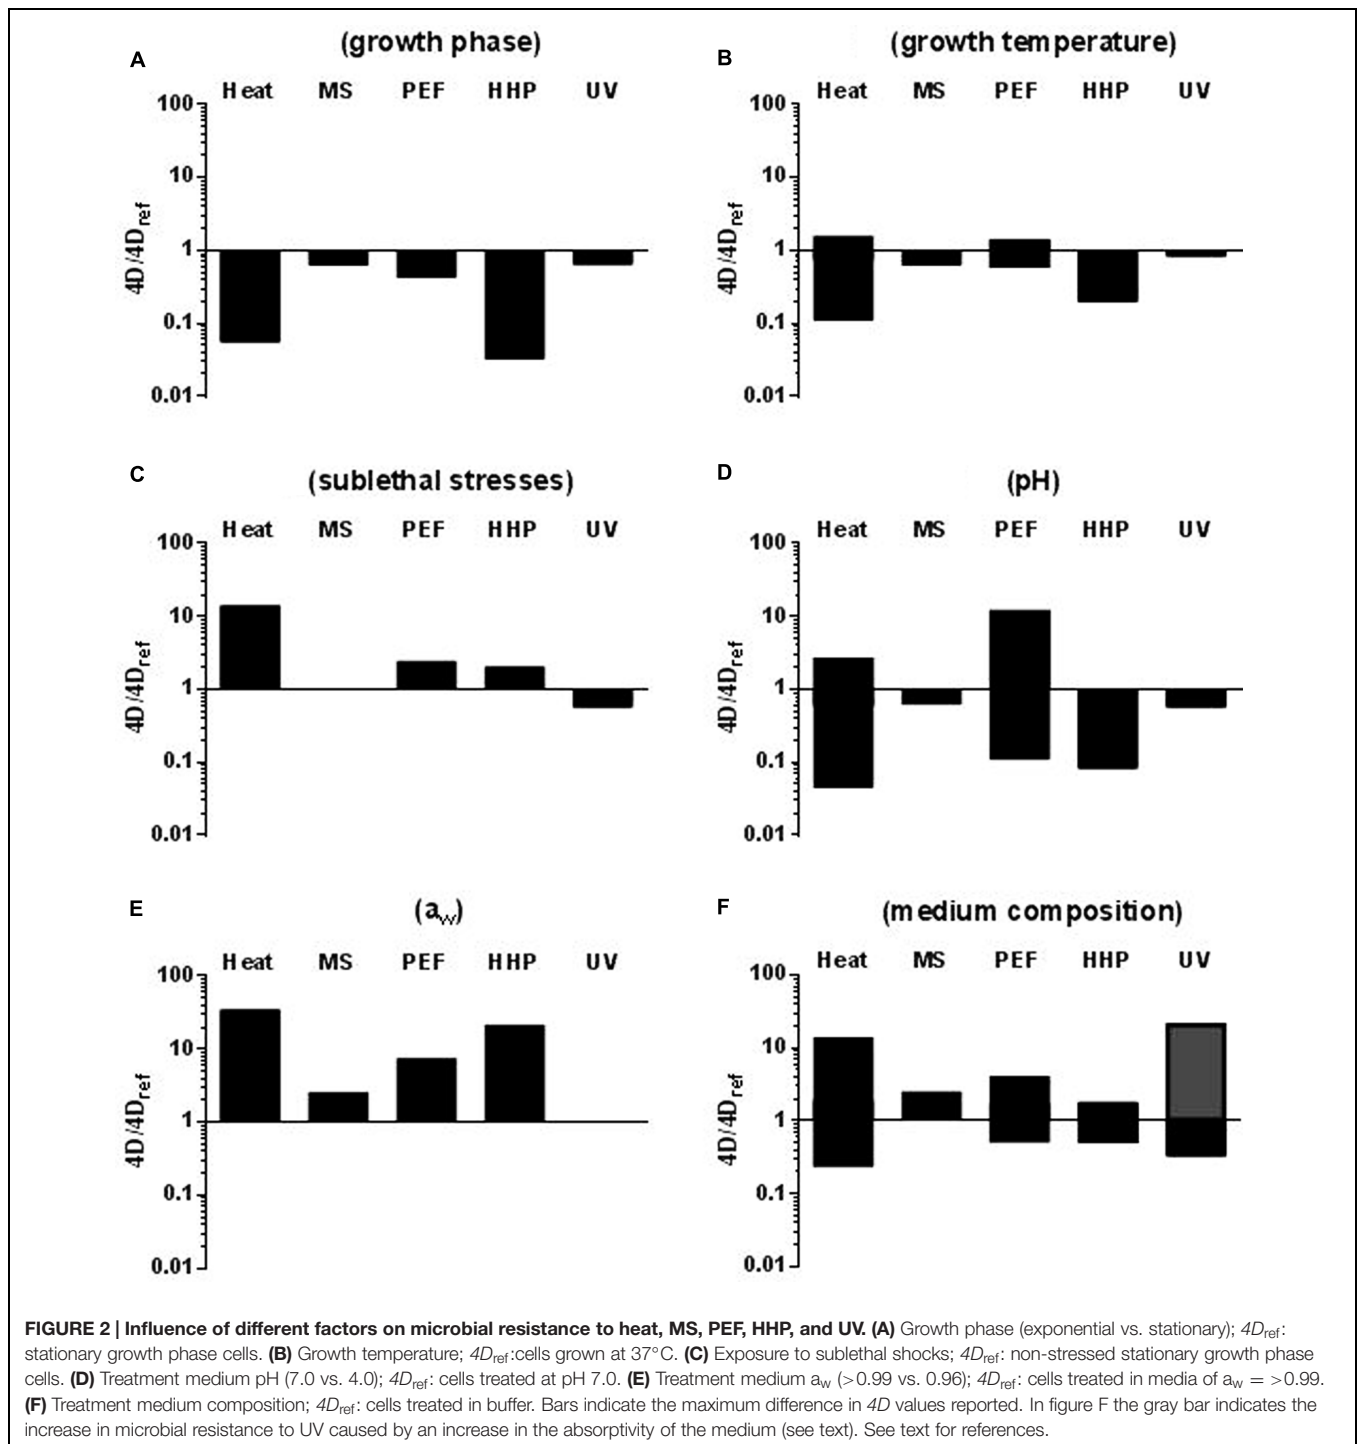 A
(growth phase)
Heat MS PEF HHP UV
100
10
1
0.1
0.01
4D/4Dref
B
(growth temperature)
Heat MS PEF HHP UV
100
10
1
0.1
0.01
4D/4Dref
C
(sublethal stresses)
Heat MS PEF HHP UV
100
10
1
0.1
0.01
4D/4Dref
D
(pH)
Heat MS PEF HHP UV
100
10
1
0.1
0.01
4D/4Dref
E
(aw)
Heat MS PEF HHP UV
100
10
1
0.1
0.01
4D/4Dref
F
(medium composition)
Heat MS PEF HHP UV
100
10
1
0.1
0.01
4D/4Dref
FIGURE 2 | Influence of different factors on microbial resistance to heat, MS, PEF, HHP, and UV. (A) Growth phase (exponential vs. stationary); 4Dref:
stationary growth phase cells. (B) Growth temperature; 4Dref:cells grown at 37°C. (C) Exposure to sublethal shocks; 4Dref: non-stressed stationary growth phase
cells. (D) Treatment medium pH (7.0 vs. 4.0); 4Dref: cells treated at pH 7.0. (E) Treatment medium aw (>0.99 vs. 0.96); 4Dref: cells treated in media of aw = >0.99.
(F) Treatment medium composition; 4Dref: cells treated in buffer. Bars indicate the maximum difference in 4D values reported. In figure F the gray bar indicates the
increase in microbial resistance to UV caused by an increase in the absorptivity of the medium (see text). See text for references.